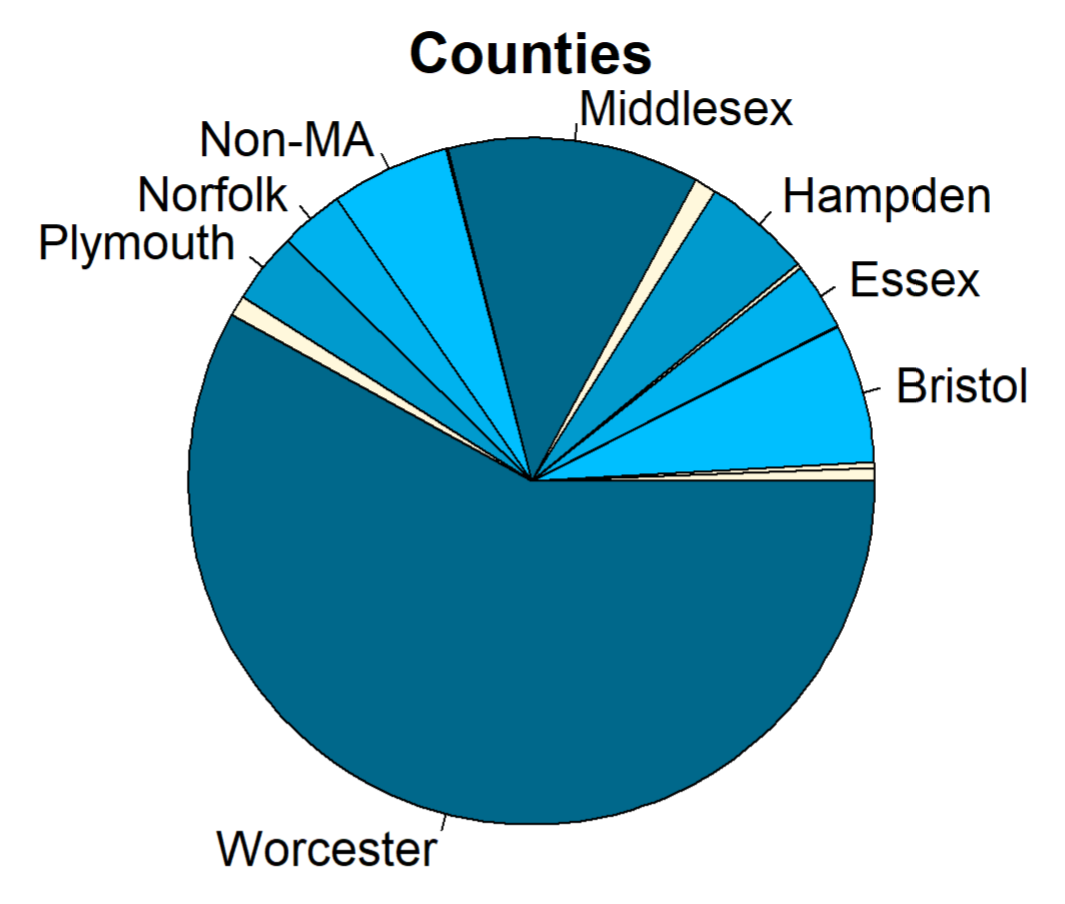 Counties
Middlesex
Non-MA
Norfolk
Hampden
Plymouth
Essex
Bristol
Worcester